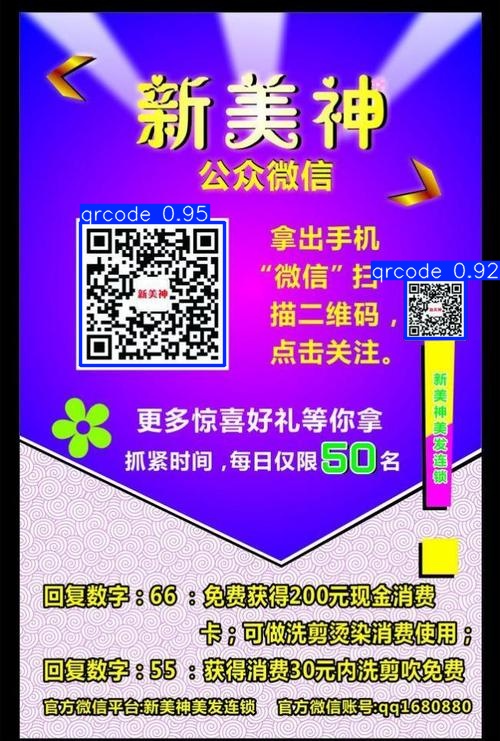 新美神
公众微信
qrcode 0.95
新美神
拿出手机
“微信”扫
描二维码，
点击关注。
qrcode 0.92
新美神美发连锁
更多惊喜好礼等你拿
抓紧时间，每日仅限50名
回复数字：66 ：免费获得200元现金消费
卡；可做洗剪烫染消费使用；
回复数字：55 ：获得消费30元内洗剪吹免费
官方微信平台:新美神美发连锁 官方微信账号:qq1680880